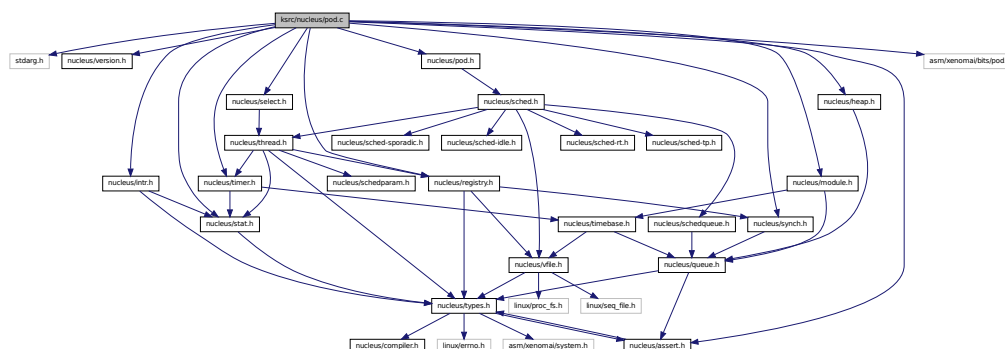 ksrc/nucleus/pod.c
stdarg.h
nucleus/version.h
nucleus/pod.h
asm/xenomai/bits/pod
nucleus/select.h
nucleus/sched.h
nucleus/heap.h
nucleus/thread.h
nucleus/sched-sporadic.h
nucleus/sched-idle.h
nucleus/sched-rt.h
nucleus/sched-tp.h
nucleus/intr.h
nucleus/timer.h
nucleus/schedparam.h
nucleus/registry.h
nucleus/module.h
nucleus/stat.h
nucleus/timebase.h
nucleus/schedqueue.h
nucleus/synch.h
nucleus/vfile.h
nucleus/queue.h
nucleus/types.h
linux/proc_fs.h
linux/seq_file.h
nucleus/compiler.h
linux/errno.h
asm/xenomai/system.h
nucleus/assert.h